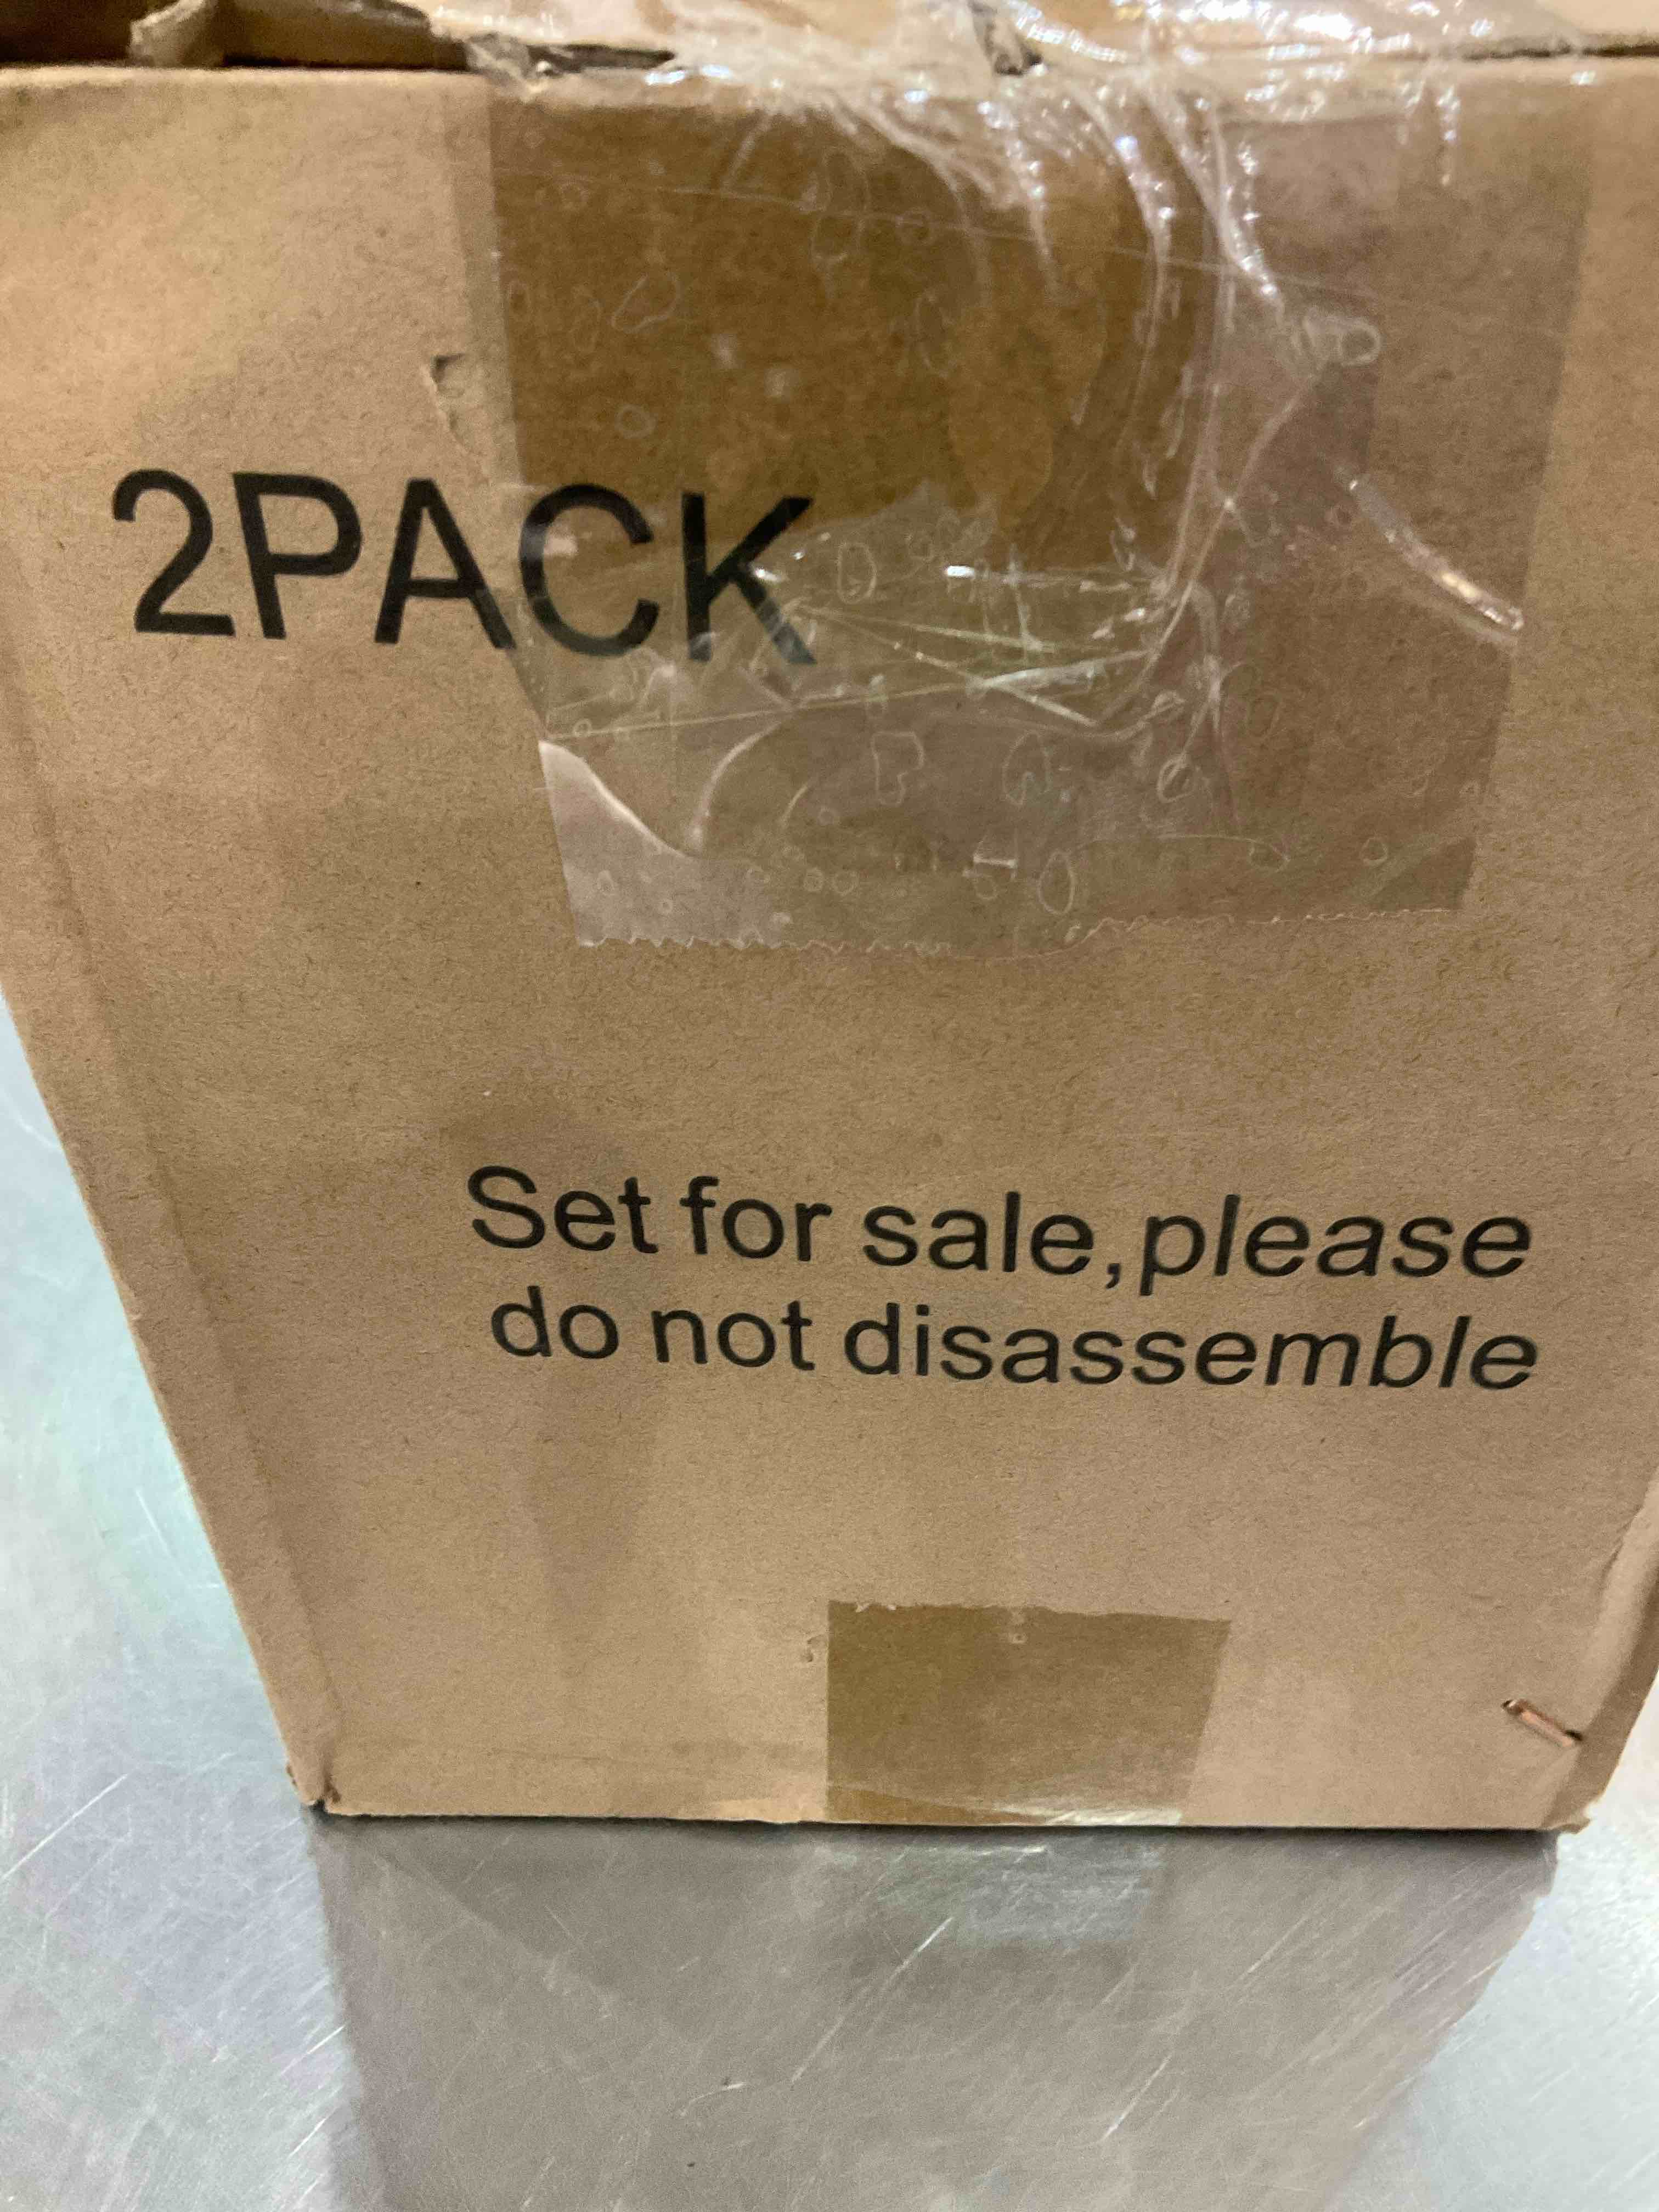 2PACK
Set for sale,please
do not disassemble